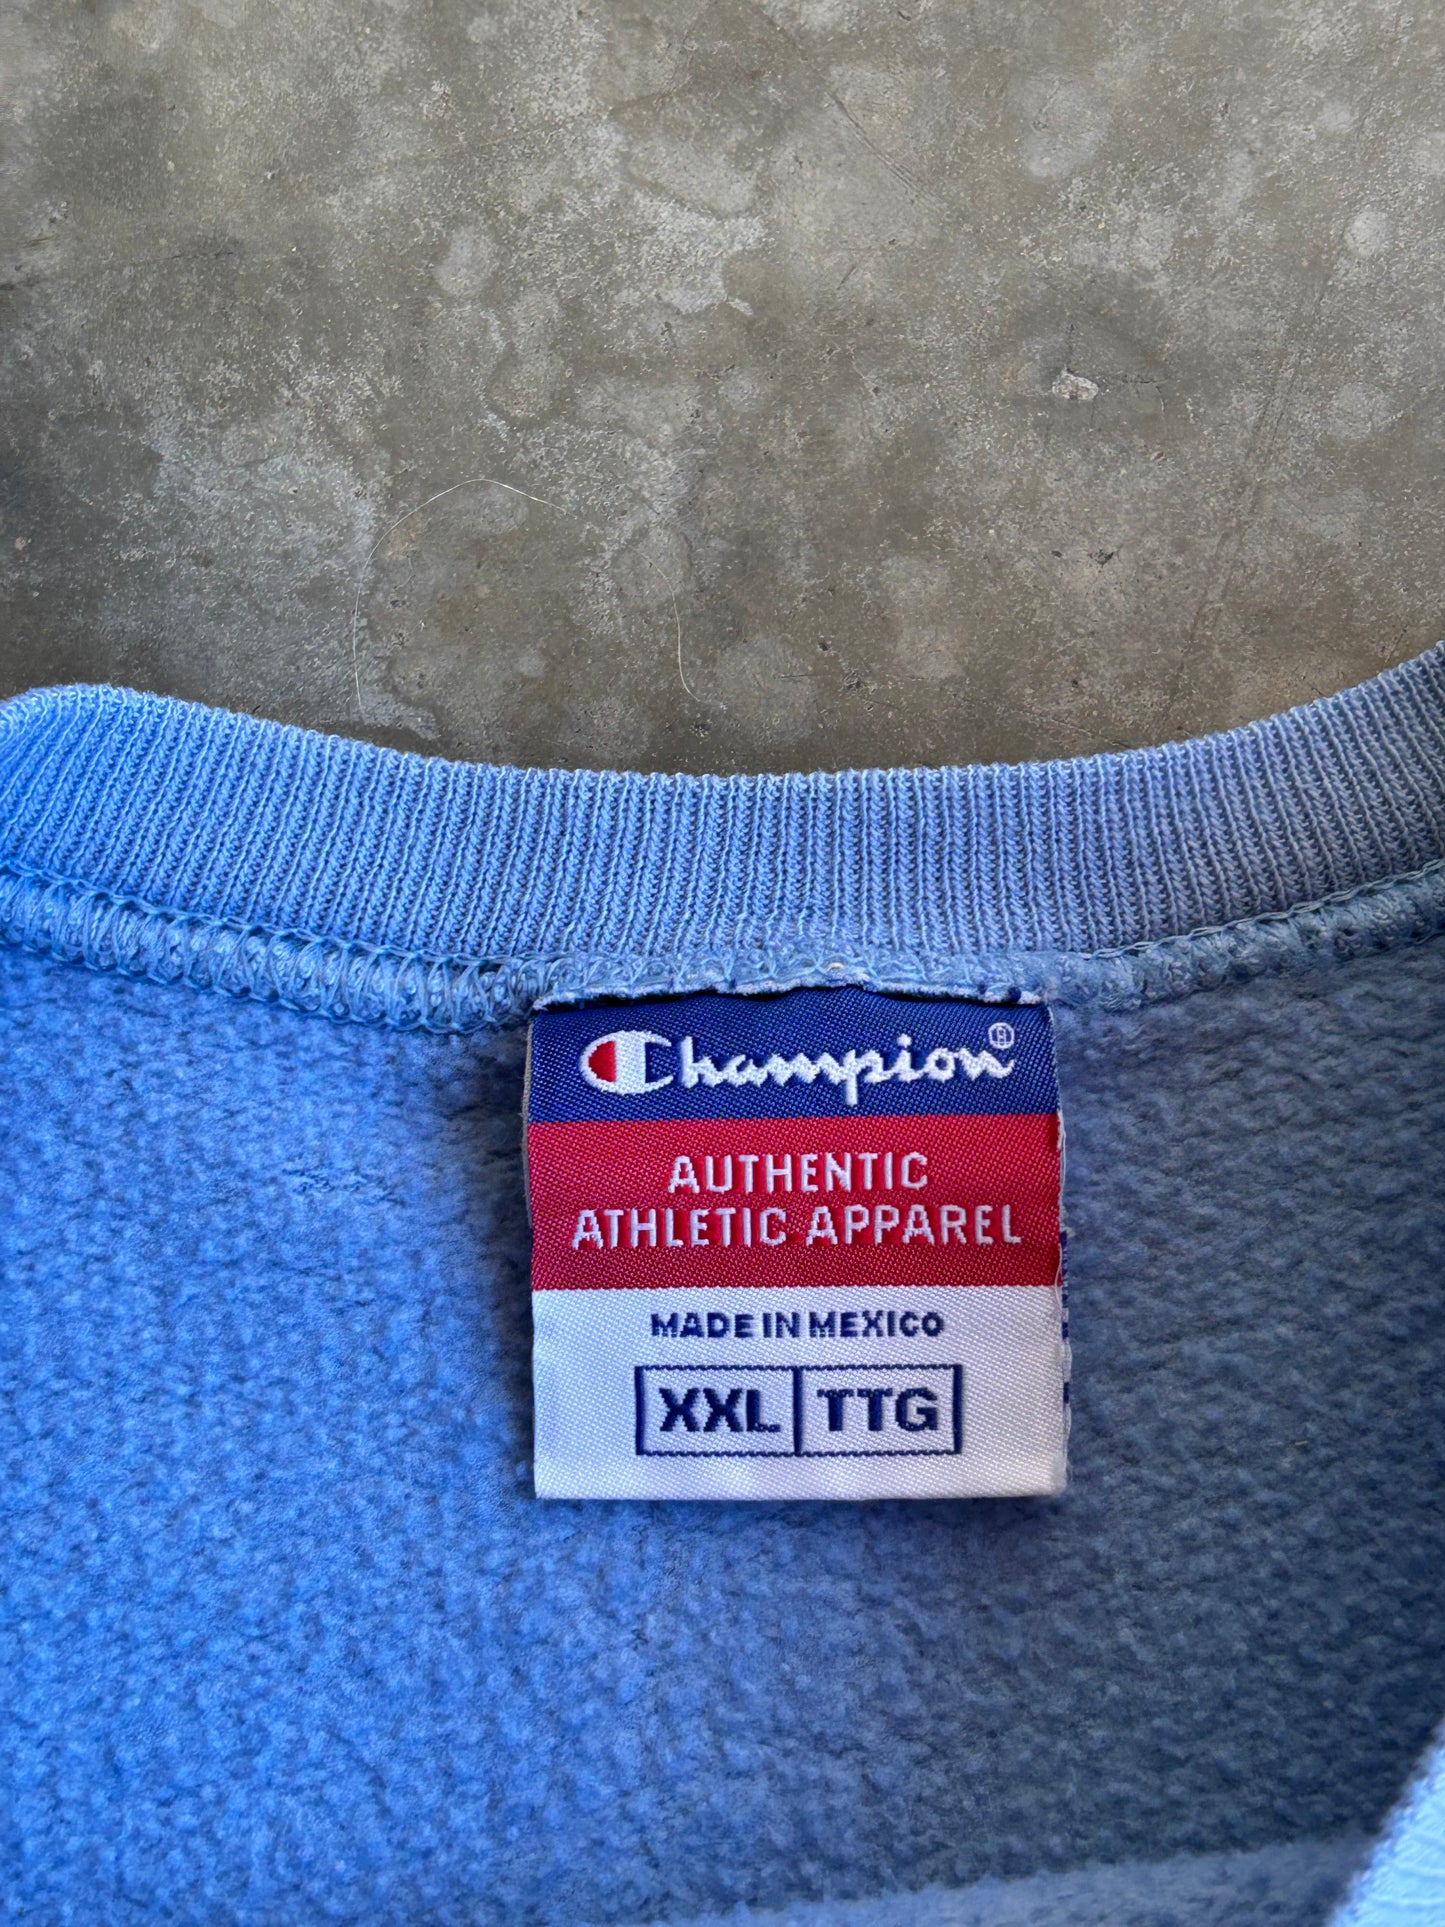 Champion®
AUTHENTIC
ATHLETIC APPAREL
MADE IN MEXICO
XXL TTG